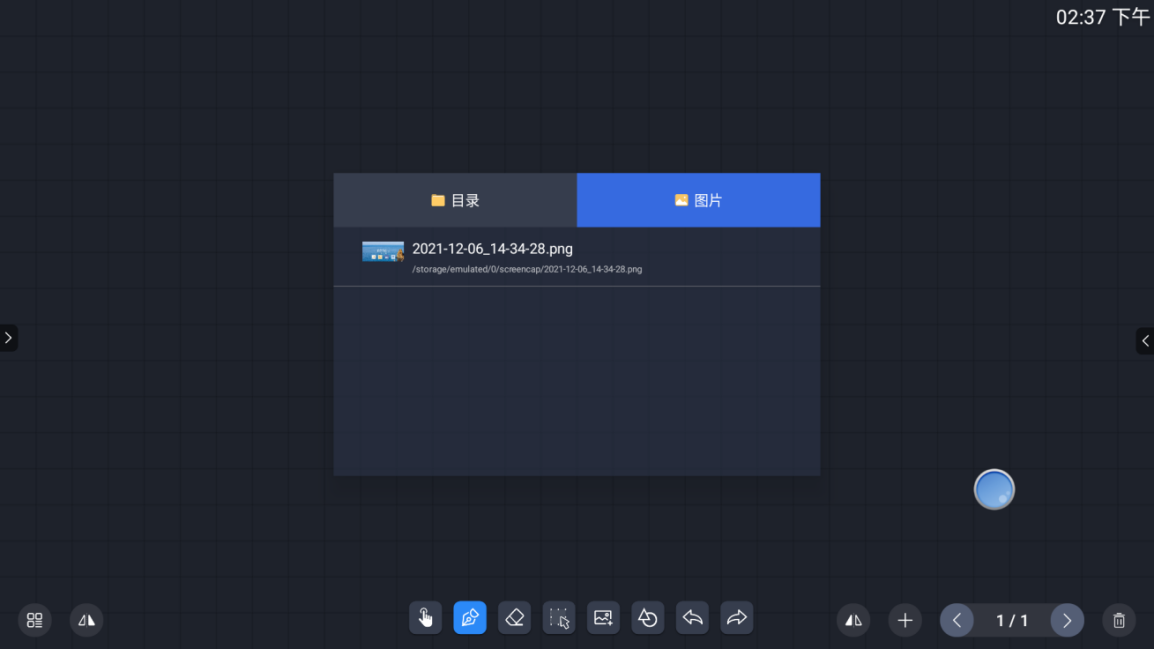 02:37 下午
目录
图片
2021-12-06_14-34-28.png
/storage/emulated/0/screencap/2021-12-06_14-34-28.png
1 / 1